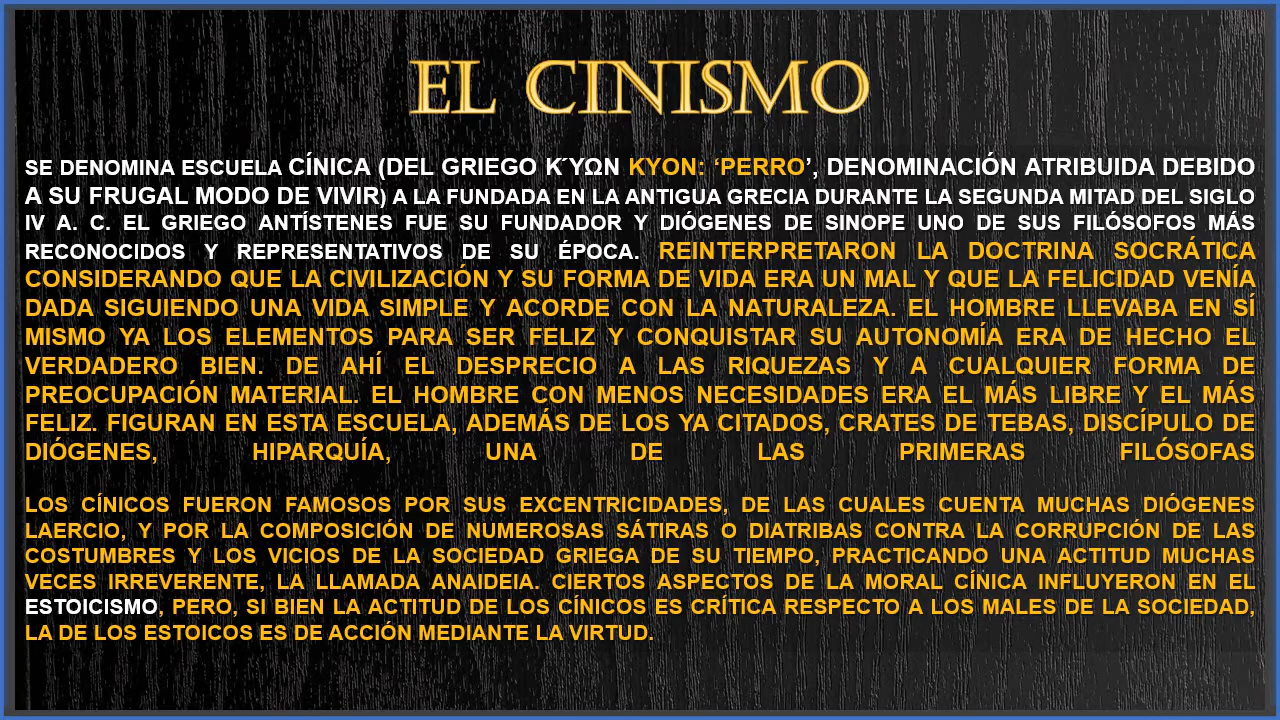 EL CINISMO
SE DENOMINA ESCUELA CÍNICA (DEL GRIEGO K´YΩN KYON: ‘PERRO’, DENOMINACIÓN ATRIBUIDA DEBIDO
A SU FRUGAL MODO DE VIVIR) A LA FUNDADA EN LA ANTIGUA GRECIA DURANTE LA SEGUNDA MITAD DEL SIGLO
IV A. C. EL GRIEGO ANTÍSTENES FUE SU FUNDADOR Y DIÓGENES DE SINOPE UNO DE SUS FILÓSOFOS MÁS
RECONOCIDOS Y REPRESENTATIVOS DE SU ÉPOCA. REINTERPRETARON LA DOCTRINA SOCRÁTICA
CONSIDERANDO QUE LA CIVILIZACIÓN Y SU FORMA DE VIDA ERA UN MAL Y QUE LA FELICIDAD VENÍA
DADA SIGUIENDO UNA VIDA SIMPLE Y ACORDE CON LA NATURALEZA. EL HOMBRE LLEVABA EN SÍ
MISMO YA LOS ELEMENTOS PARA SER FELIZ Y CONQUISTAR SU AUTONOMÍA ERA DE HECHO EL
VERDADERO BIEN. DE AHÍ EL DESPRECIO A LAS RIQUEZAS Y A CUALQUIER FORMA DE
PREOCUPACIÓN MATERIAL. EL HOMBRE CON MENOS NECESIDADES ERA EL MÁS LIBRE Y EL MÁS
FELIZ. FIGURAN EN ESTA ESCUELA, ADEMÁS DE LOS YA CITADOS, CRATES DE TEBAS, DISCÍPULO DE
DIÓGENES, HIPARQUÍA, UNA DE LAS PRIMERAS FILÓSOFAS
LOS CÍNICOS FUERON FAMOSOS POR SUS EXCENTRICIDADES, DE LAS CUALES CUENTA MUCHAS DIÓGENES
LAERCIO, Y POR LA COMPOSICIÓN DE NUMEROSAS SÁTIRAS O DIATRIBAS CONTRA LA CORRUPCIÓN DE LAS
COSTUMBRES Y LOS VICIOS DE LA SOCIEDAD GRIEGA DE SU TIEMPO, PRACTICANDO UNA ACTITUD MUCHAS
VECES IRREVERENTE, LA LLAMADA ANAIDEIA. CIERTOS ASPECTOS DE LA MORAL CÍNICA INFLUYERON EN EL
ESTOICISMO, PERO, SI BIEN LA ACTITUD DE LOS CÍNICOS ES CRÍTICA RESPECTO A LOS MALES DE LA SOCIEDAD,
LA DE LOS ESTOICOS ES DE ACCIÓN MEDIANTE LA VIRTUD.